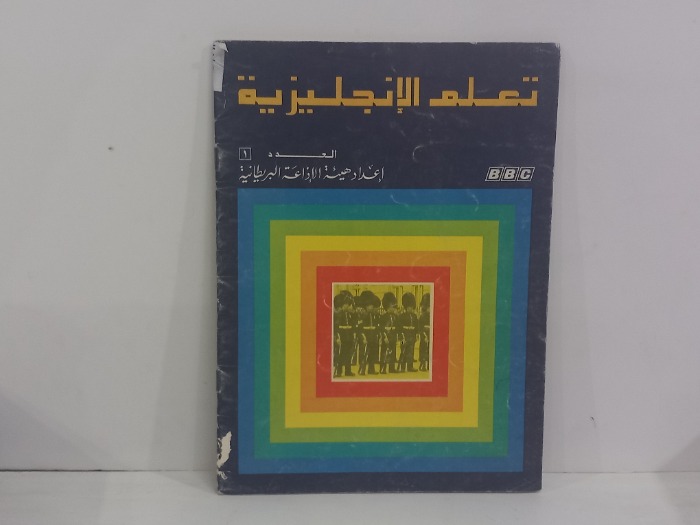 تعلم الإنجليزية
العدد ١
إعداد هيئة الإذاعة البريطانية
BBC